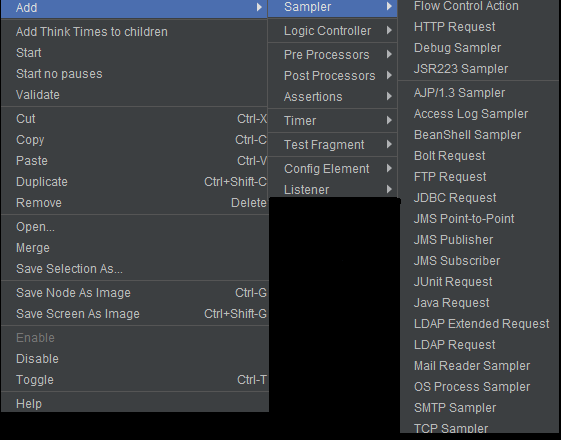 Add
Add Think Times to children
Start
Start no pauses
Validate
Cut Ctrl-X
Copy Ctrl-C
Paste Ctrl-V
Duplicate Ctrl+Shift-C
Remove Delete
Open...
Merge
Save Selection As...
Save Node As Image Ctrl-G
Save Screen As Image Ctrl+Shift-G
Enable
Disable
Toggle Ctrl-T
Help
Sampler
Logic Controller
Pre Processors
Post Processors
Assertions
Timer
Test Fragment
Config Element
Listener
Flow Control Action
HTTP Request
Debug Sampler
JSR223 Sampler
AJP/1.3 Sampler
Access Log Sampler
BeanShell Sampler
Bolt Request
FTP Request
JDBC Request
JMS Point-to-Point
JMS Publisher
JMS Subscriber
JUnit Request
Java Request
LDAP Extended Request
LDAP Request
Mail Reader Sampler
OS Process Sampler
SMTP Sampler
TCP Sampler